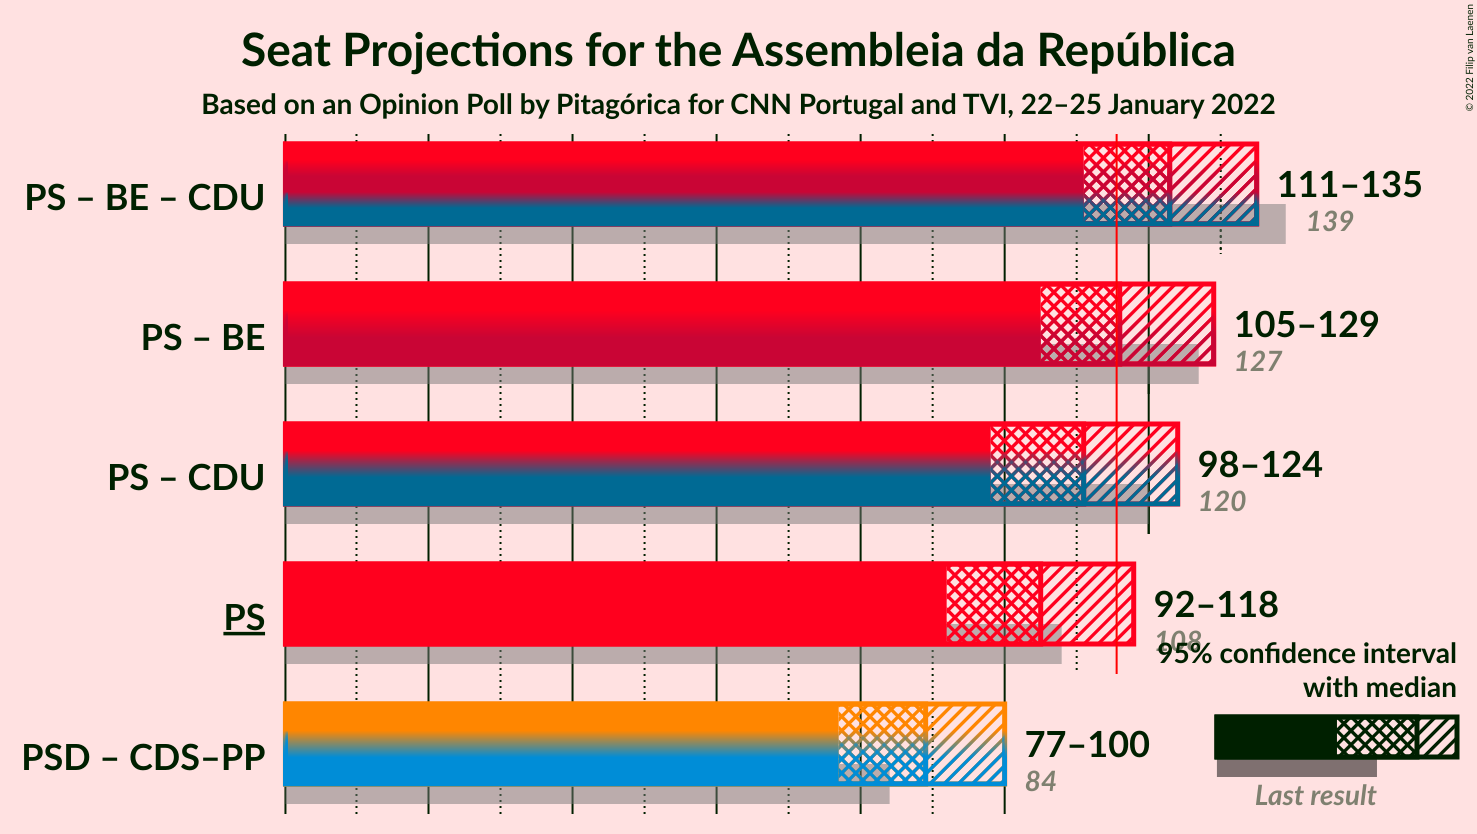 Seat Projections for the Assembleia da República
Based on an Opinion Poll by Pitagórica for CNN Portugal and TVI, 22–25 January 2022
© 2022 Filip van Laenen
PS – BE – CDU
111–135
139
PS – BE
105–129
127
PS – CDU
98–124
120
PS
92–118
108
PSD – CDS–PP
77–100
84
95% confidence interval
with median
Last result